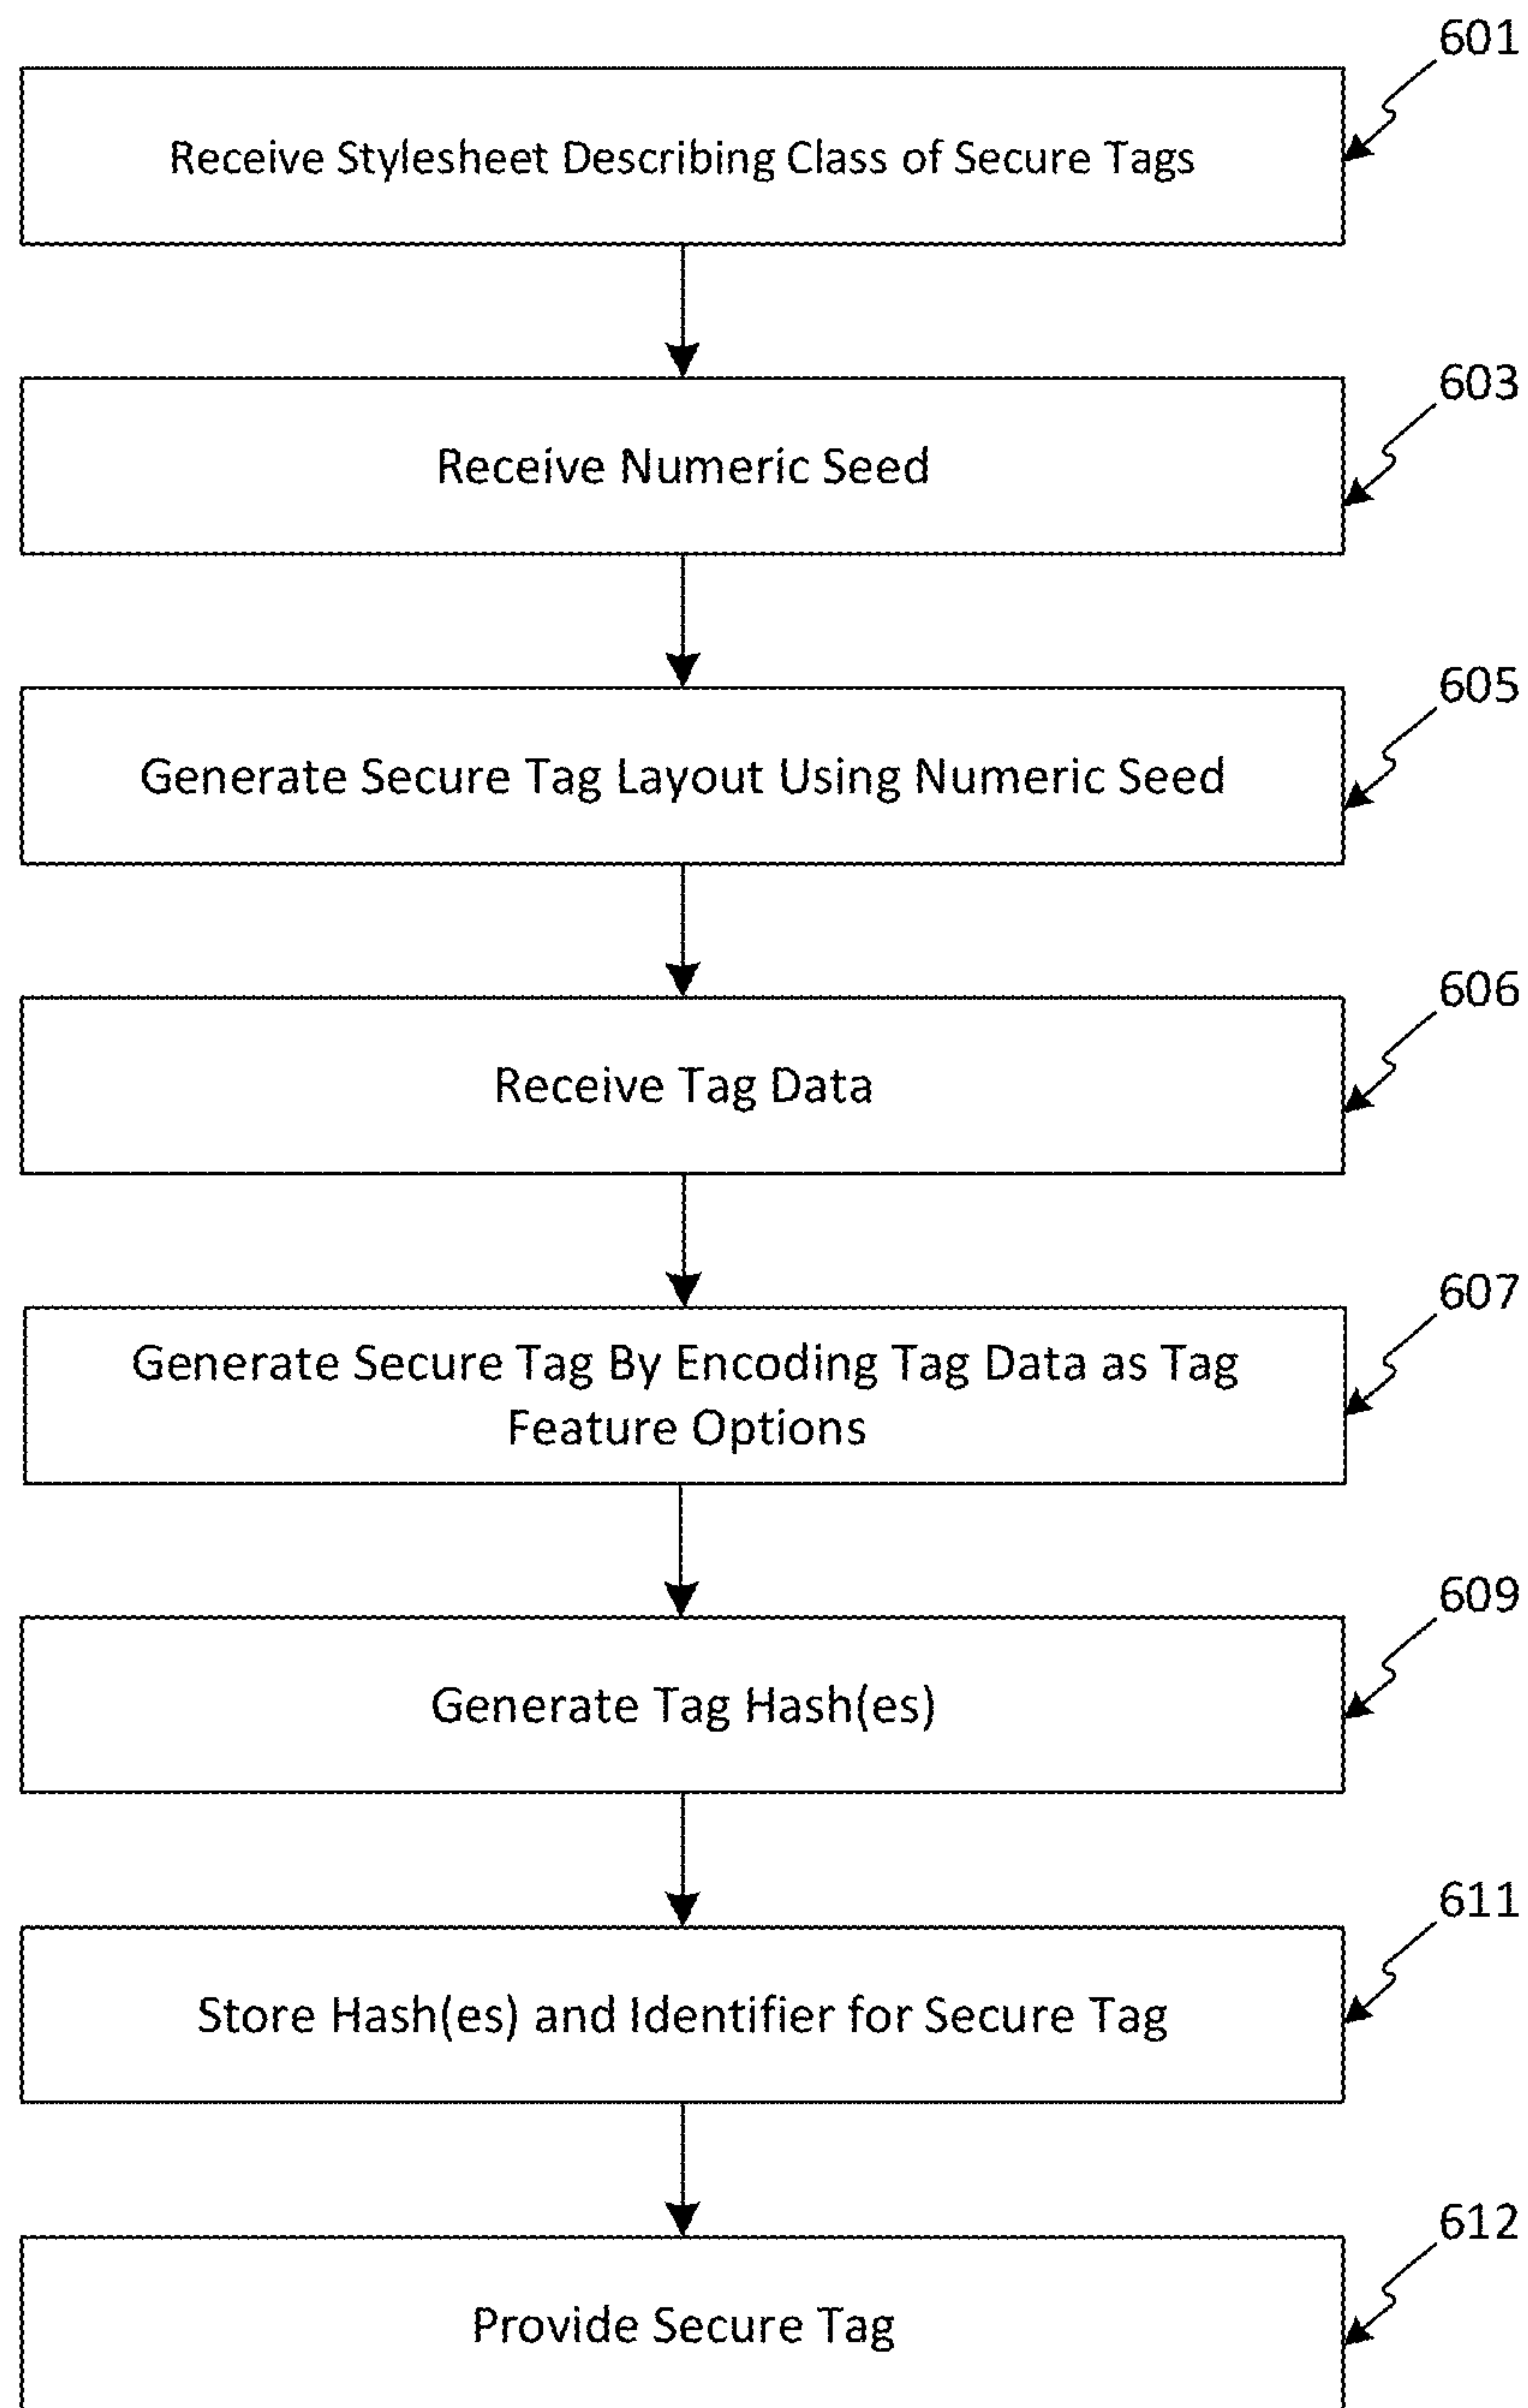 601
Receive Stylesheet Describing Class of Secure Tags
603
Receive Numeric Seed
605
Generate Secure Tag Layout Using Numeric Seed
606
Receive Tag Data
607
Generate Secure Tag By Encoding Tag Data as Tag
Feature Options
609
Generate Tag Hash(es)
611
Store Hash(es) and Identifier for Secure Tag
612
Provide Secure Tag